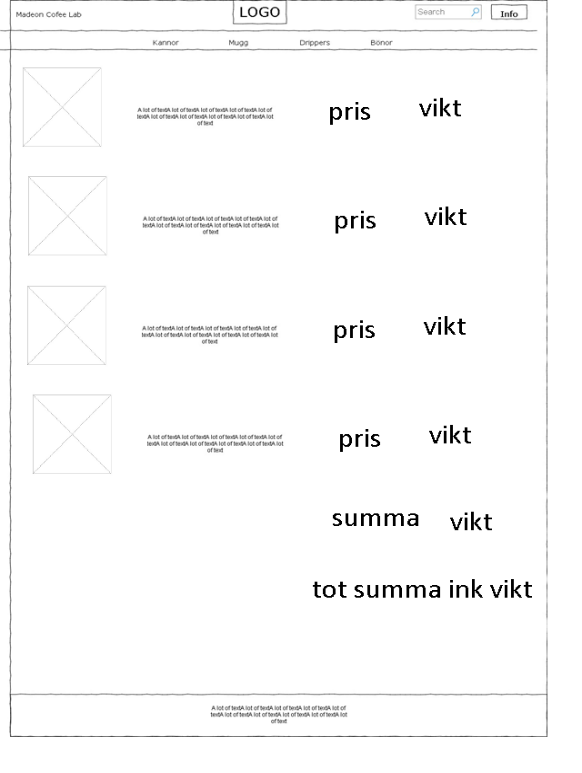 Madeon Cofee Lab
LOGO
Search
Info
Kannor Mugg Drippers Bönor
A lot of textA lot of textA lot of textA lot of textA lot of
textA lot of textA lot of textA lot of textA lot of textA lot
of text
pris vikt
A lot of textA lot of textA lot of textA lot of textA lot of
textA lot of textA lot of textA lot of textA lot of textA lot
of text
pris vikt
A lot of textA lot of textA lot of textA lot of textA lot of
textA lot of textA lot of textA lot of textA lot of textA lot
of text
pris vikt
A lot of textA lot of textA lot of textA lot of textA lot of
textA lot of textA lot of textA lot of textA lot of textA lot
of text
pris vikt
summa vikt
tot summa ink vikt
A lot of textA lot of textA lot of textA lot of textA lot of
textA lot of textA lot of textA lot of textA lot of textA lot
of text